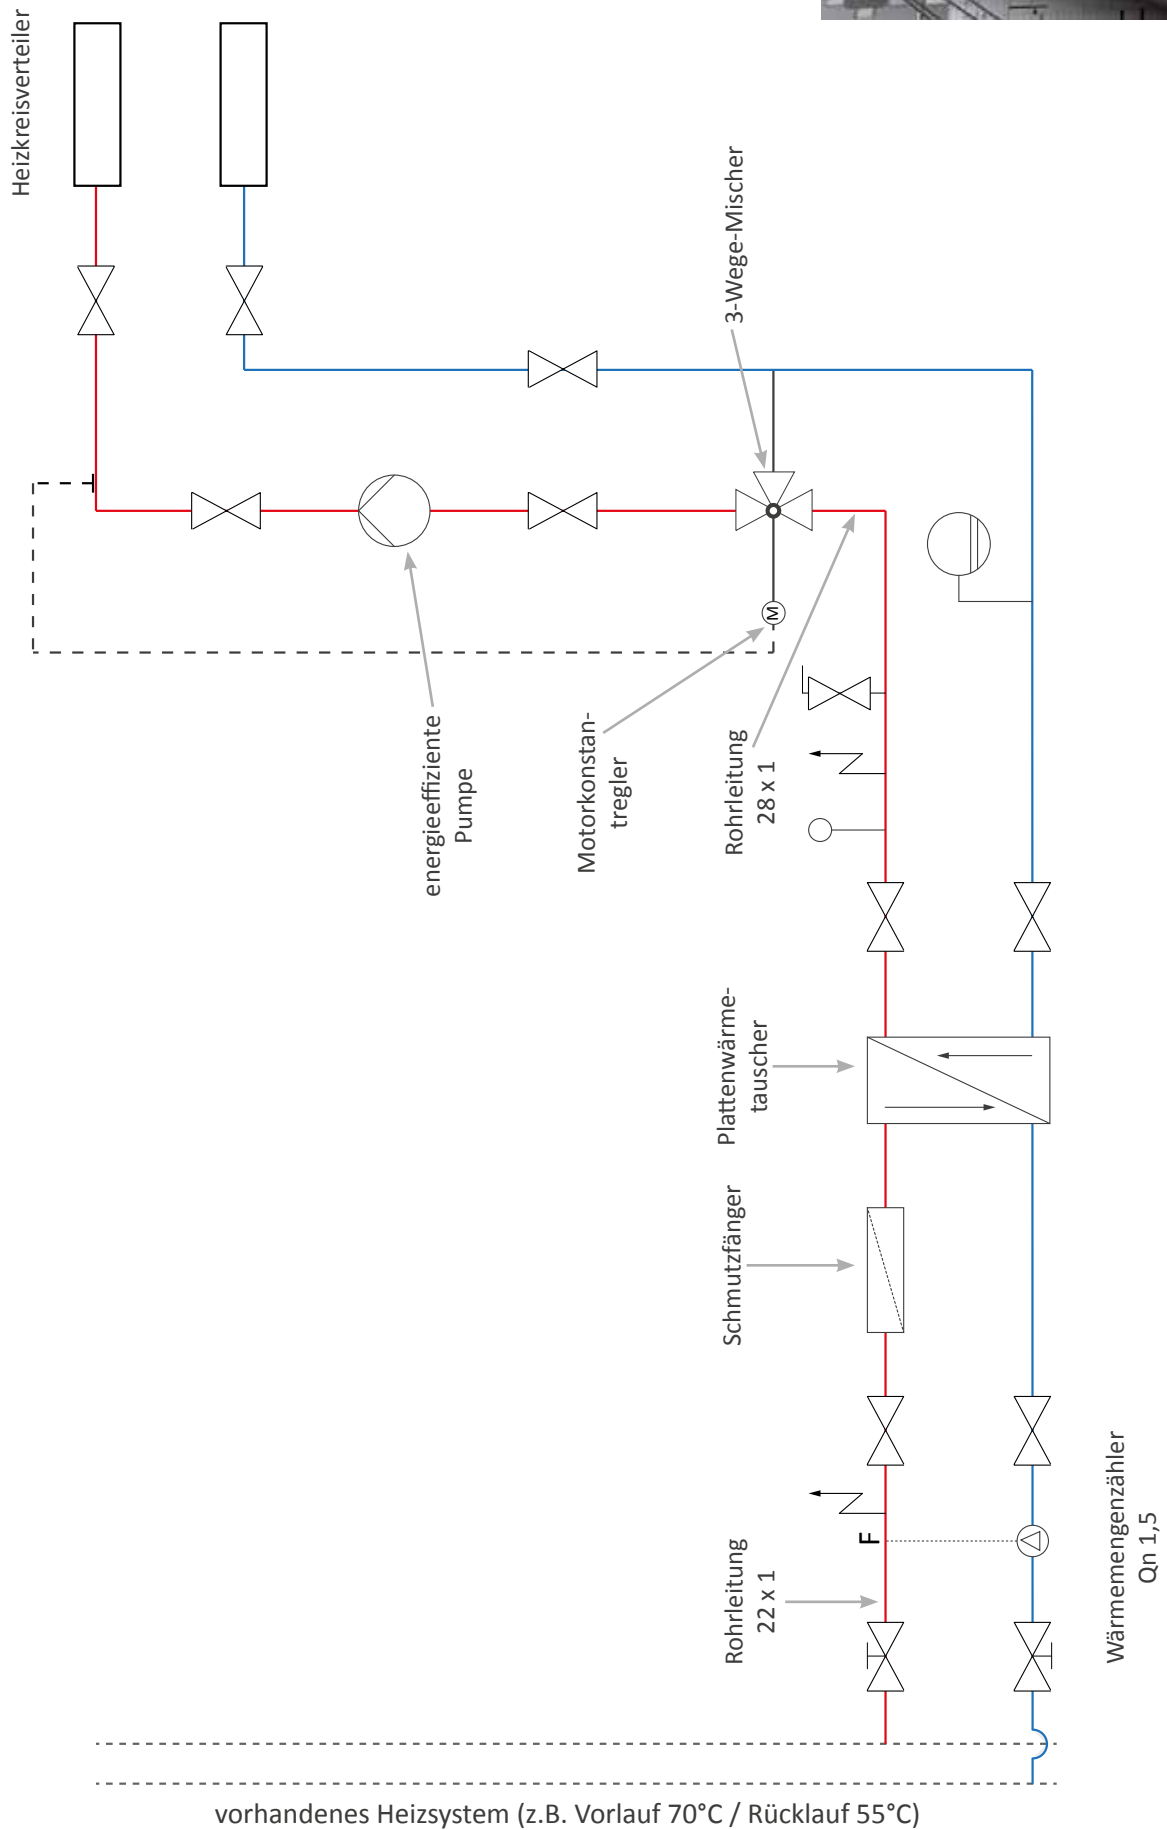 Heizkreisverteiler
3-Wege-Mischer
energieeffiziente
Pumpe
Motorkonstan-
tregler
M
Rohrleitung
28 x 1
Plattenwärme-
tauscher
Schmutzfänger
F
Rohrleitung
22 x 1
Wärmemengenzähler
Qn 1,5
vorhandenes Heizsystem (z.B. Vorlauf 70°C / Rücklauf 55°C)